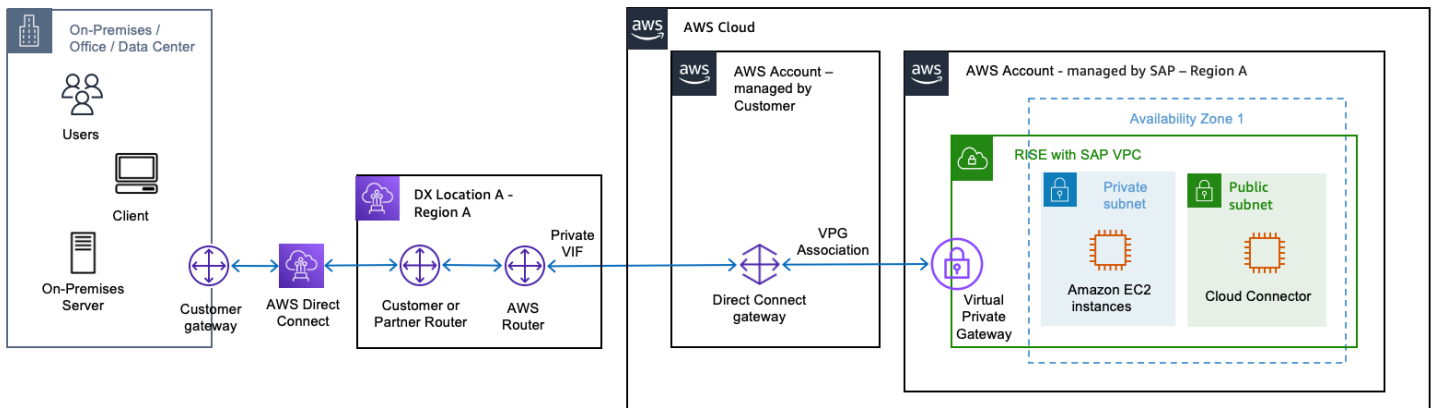 On-Premises /
Office / Data Center
Users
Client
On-Premises
Server
Customer
gateway
AWS Direct
Connect
DX Location A -
Region A
Customer or
Partner Router
AWS
Router
Private
VIF
aws
AWS Cloud
aws
AWS Account –
managed by
Customer
Direct Connect
gateway
VPG
Association
aws
AWS Account - managed by SAP – Region A
Availability Zone 1
RISE with SAP VPC
Virtual
Private
Gateway
Private
subnet
Amazon EC2
instances
Public
subnet
Cloud Connector